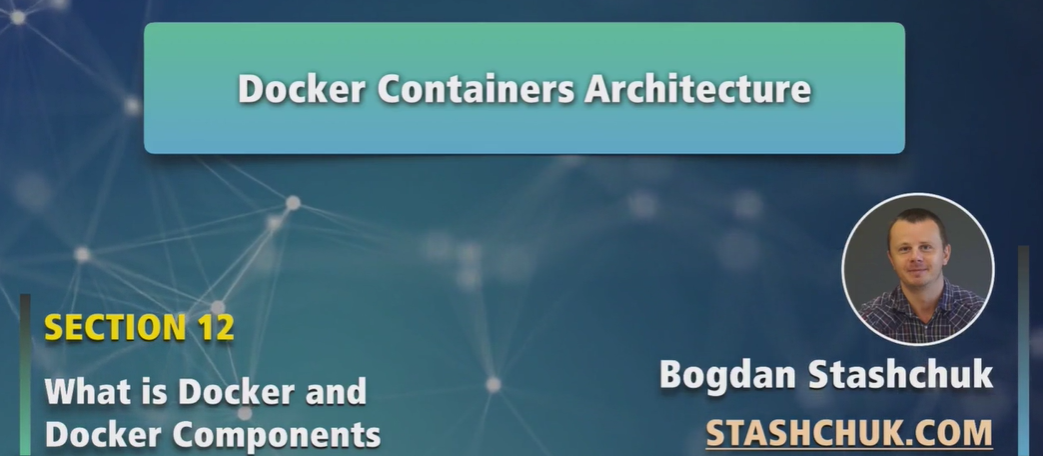 Docker Containers Architecture
SECTION 12
What is Docker and
Docker Components
Bogdan Stashchuk
STASHCHUK.COM